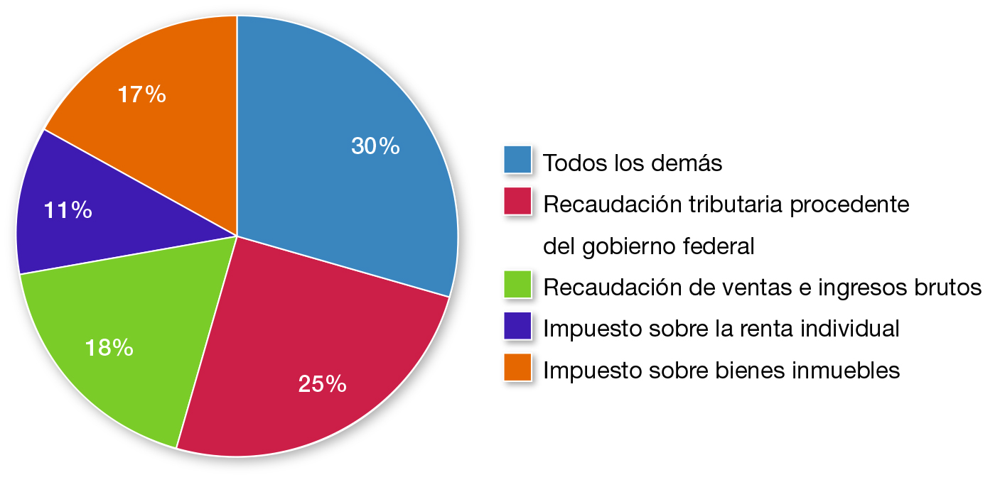 17%
30%
11%
18%
25%
Todos los demás
Recaudación tributaria procedente
del gobierno federal
Recaudación de ventas e ingresos brutos
Impuesto sobre la renta individual
Impuesto sobre bienes inmuebles